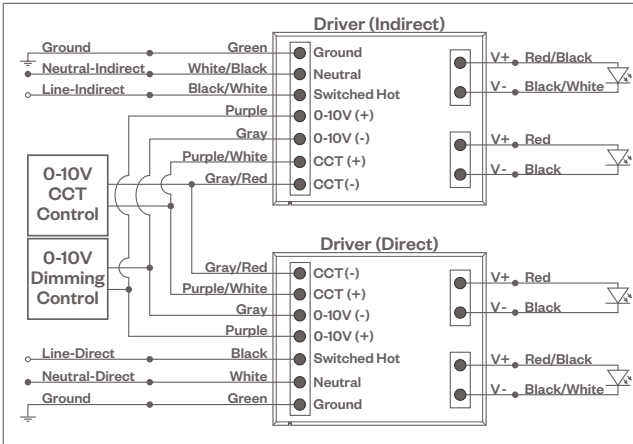 Driver (Indirect)
Ground Green Ground
Neutral-Indirect White/Black Neutral
Line-Indirect Black/White Switched Hot
Purple 0-10V (+)
Gray 0-10V (-)
Purple/White CCT (+)
Gray/Red CCT (-)
V+ Red/Black
V- Black/White
V+ Red
V- Black
0-10V
CCT
Control
0-10V
Dimming
Control
Driver (Direct)
Gray/Red CCT (-)
Purple/White CCT (+)
Gray 0-10V (-)
Purple 0-10V (+)
Line-Direct Black Switched Hot
Neutral-Direct White Neutral
Ground Green Ground
V+ Red
V- Black
V+ Red/Black
V- Black/White